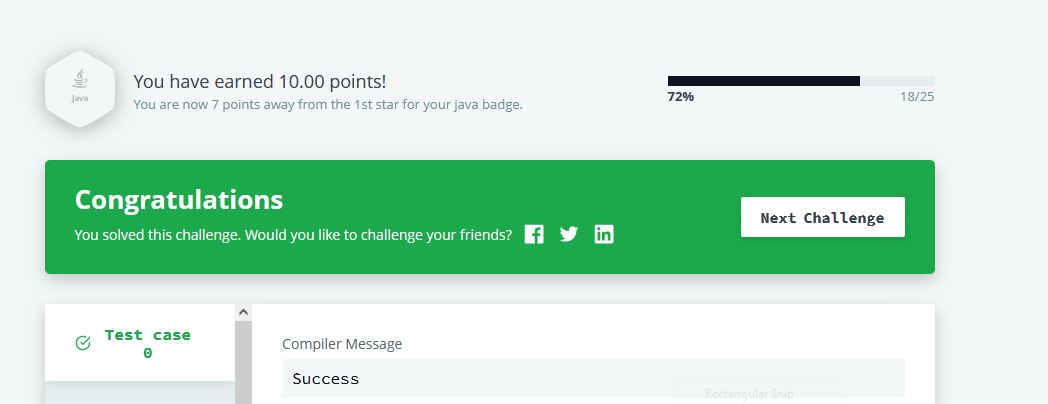 Java
You have earned 10.00 points!
You are now 7 points away from the 1st star for your java badge.
72%
18/25
Congratulations
You solved this challenge. Would you like to challenge your friends?
Next Challenge
Test case
0
Compiler Message
Success
Rectangular Snip